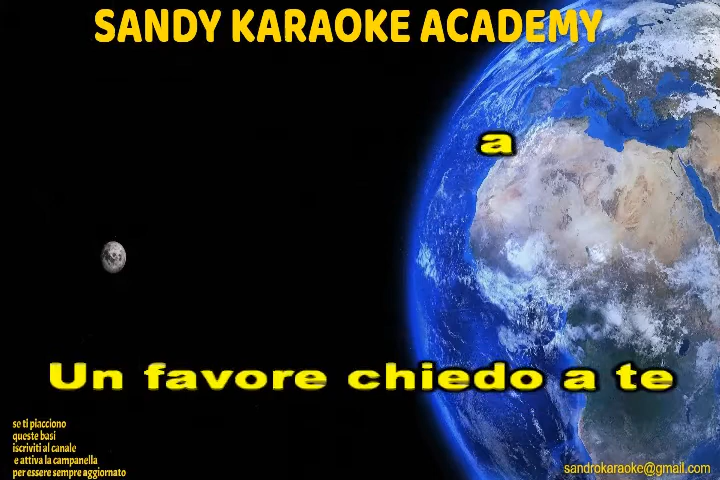 SANDY KARAOKE ACADEMY
a
Un favore chiedo a te
se ti piacciono
queste basi
iscriviti al canale
e attiva la campanella
per essere sempre aggiornato
sandrokaraoke@gmail.com